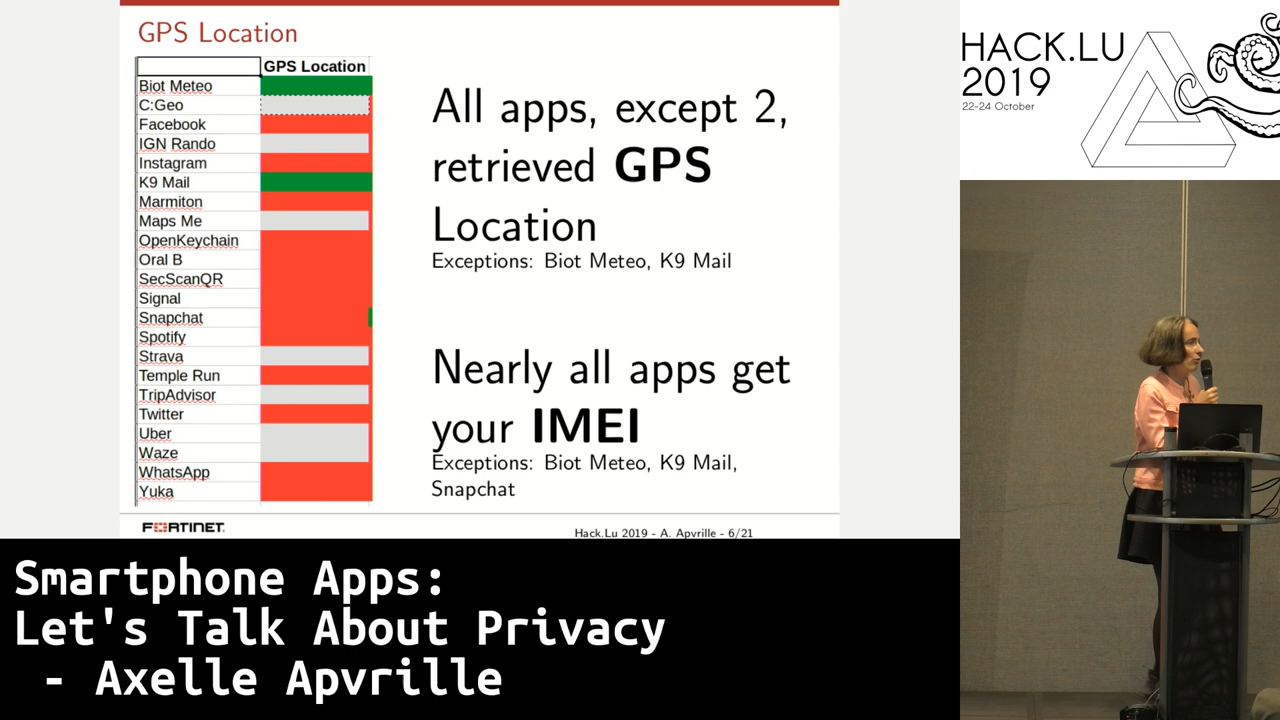 GPS Location
GPS Location
Biot Meteo
C:Geo
Facebook
IGN Rando
Instagram
K9 Mail
Marmiton
Maps Me
OpenKeychain
Oral B
SecScanQR
Signal
Snapchat
Spotify
Strava
Temple Run
TripAdvisor
Twitter
Uber
Waze
WhatsApp
Yuka
All apps, except 2,
retrieved GPS
Location
Exceptions: Biot Meteo, K9 Mail
Nearly all apps get
your IMEI
Exceptions: Biot Meteo, K9 Mail,
Snapchat
FORTINET
Hack.Lu 2019 - A. Apvrille - 6/21
HACK.LU
2019
22-24 October
Smartphone Apps:
Let's Talk About Privacy
- Axelle Apvrille